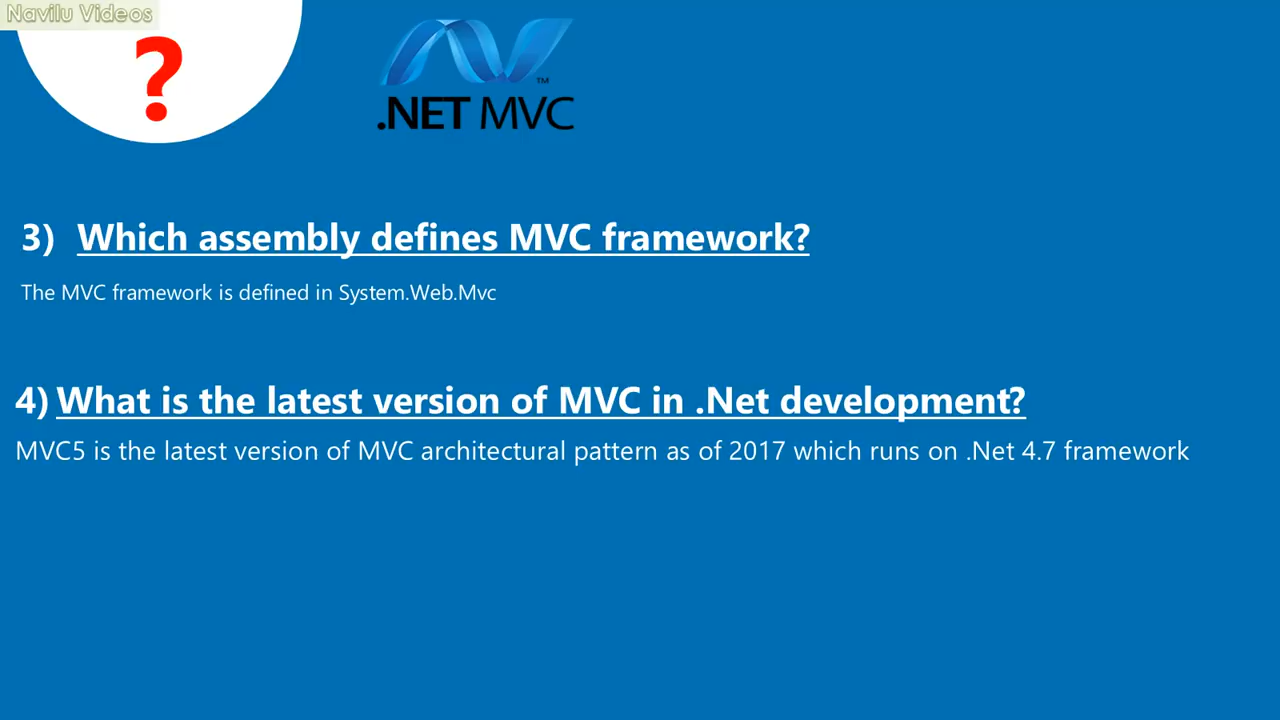 Navilu Videos
?
™
.NET MVC
3) Which assembly defines MVC framework?
The MVC framework is defined in System.Web.Mvc
4) What is the latest version of MVC in .Net development?
MVC5 is the latest version of MVC architectural pattern as of 2017 which runs on .Net 4.7 framework